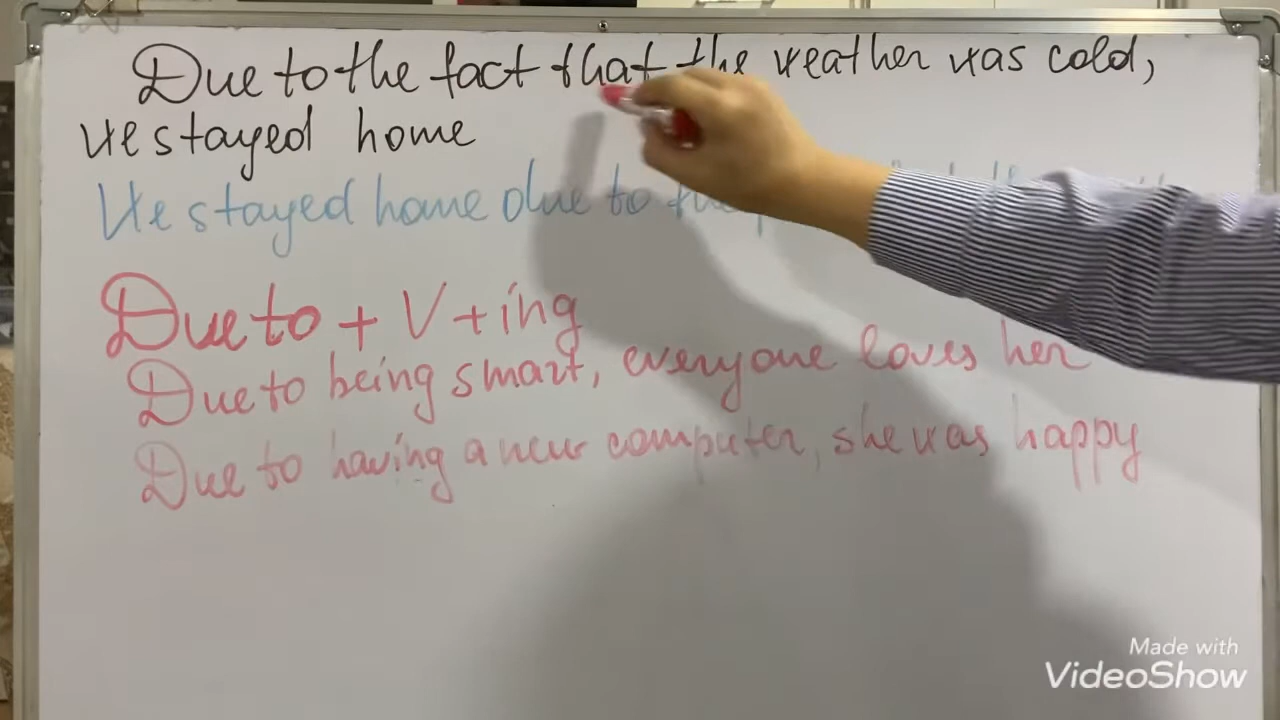 Due to the fact that the weather was cold,
we stayed home
We stayed home due to the
Due to + V + ing
Due to being smart, everyone loves her
Due to having a new computer, she was happy
Made with
VideoShow